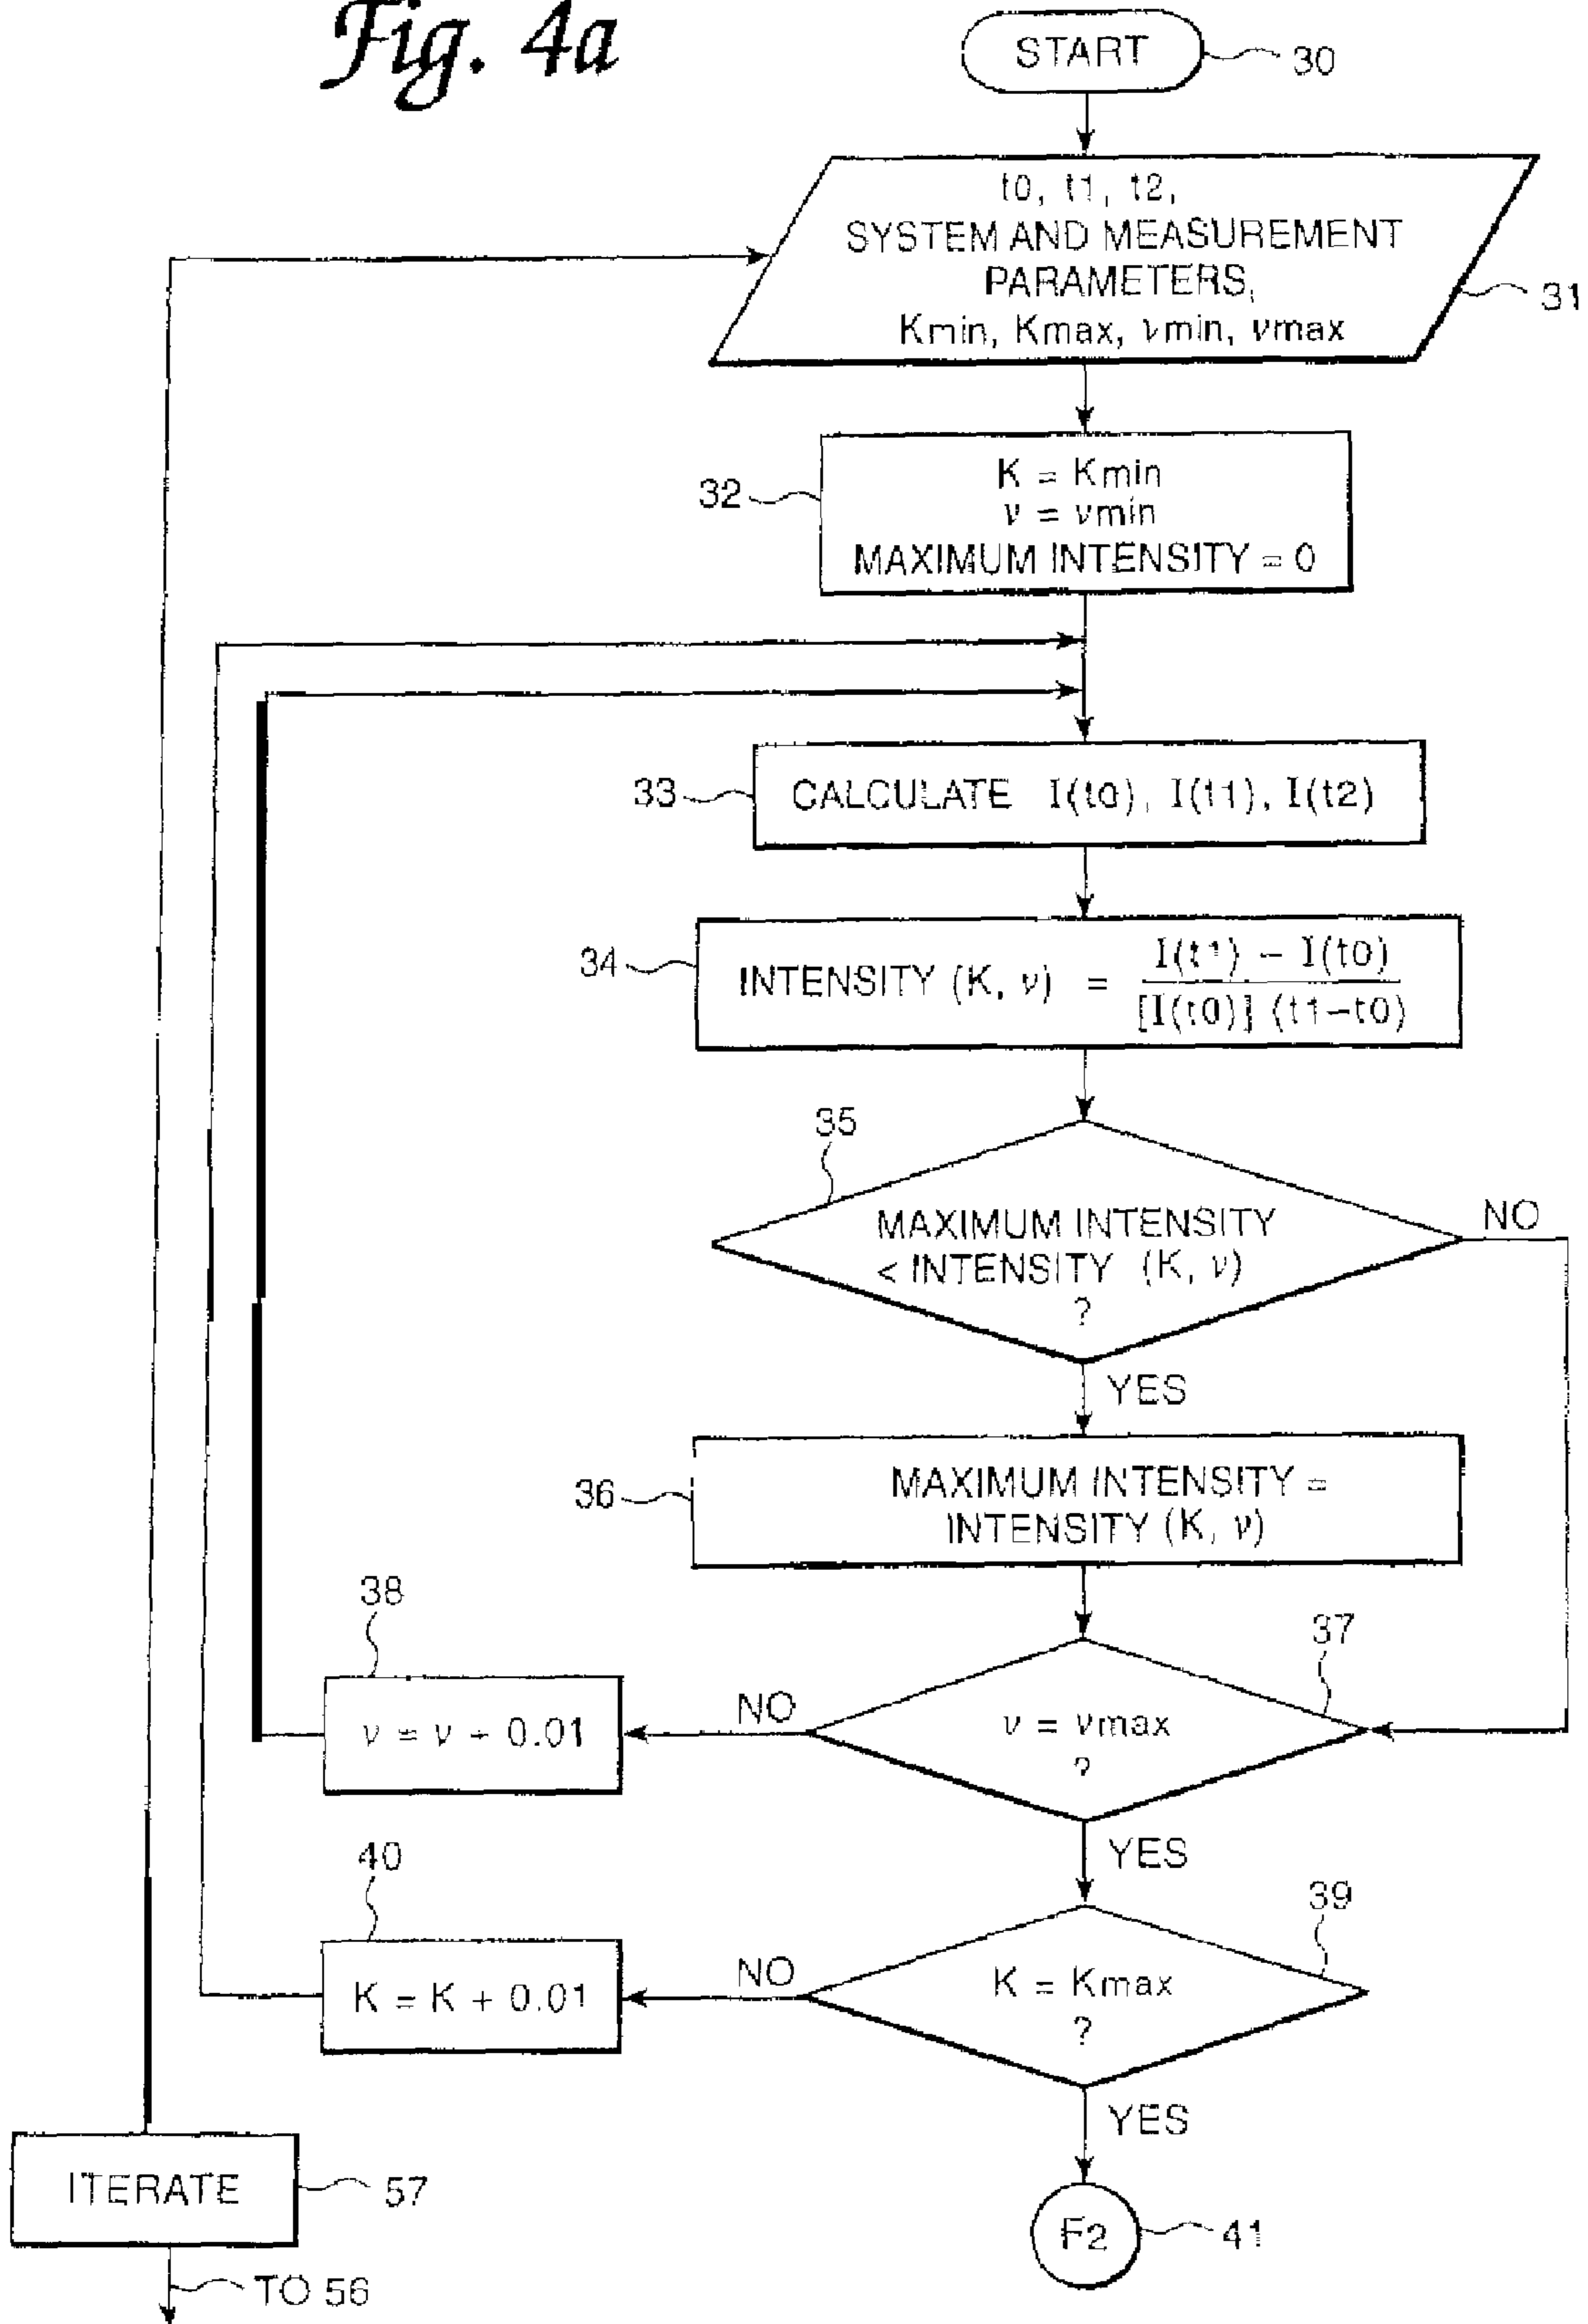 Fig. 4a
START
30
t0, t1, t2,
SYSTEM AND MEASUREMENT
PARAMETERS,
Kmin, Kmax, νmin, νmax
31
32
K = Kmin
ν = νmin
MAXIMUM INTENSITY = 0
33
CALCULATE I(t0), I(t1), I(t2)
34
INTENSITY (K, ν) =
I(t1) – I(t0)
[I(t0)] (t1–t0)
35
MAXIMUM INTENSITY
< INTENSITY (K, ν)
?
NO
YES
36
MAXIMUM INTENSITY =
INTENSITY (K, ν)
38
37
ν = ν + 0.01
NO
ν = νmax
?
YES
40
39
K = K + 0.01
NO
K = Kmax
?
YES
ITERATE
57
F2
41
TO 56